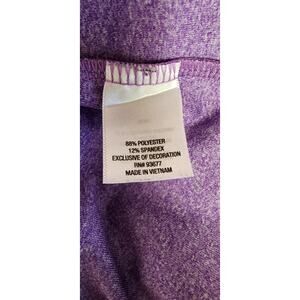 88% POLYESTER
12% SPANDEX
EXCLUSIVE OF DECORATION
RN# 93677
MADE IN VIETNAM